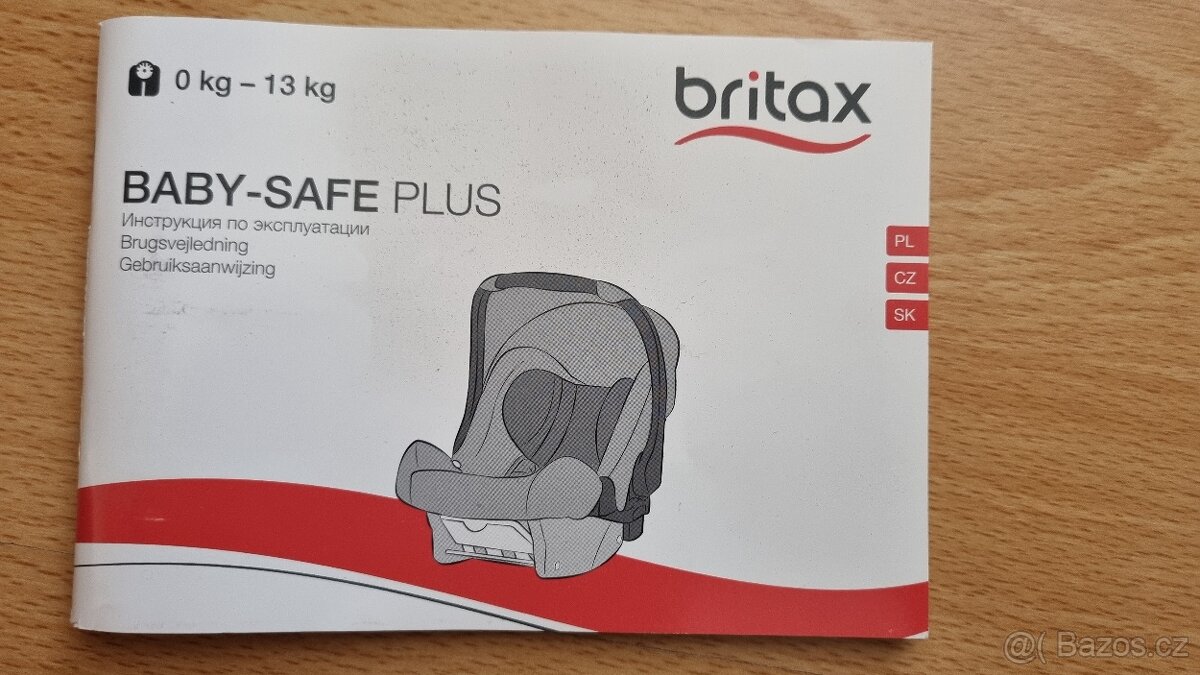 0 kg – 13 kg
britax
BABY-SAFE PLUS
Инструкция по эксплуатации
Brugsvejledning
Gebruiksaanwijzing
PL
CZ
SK
@( Bazos.cz